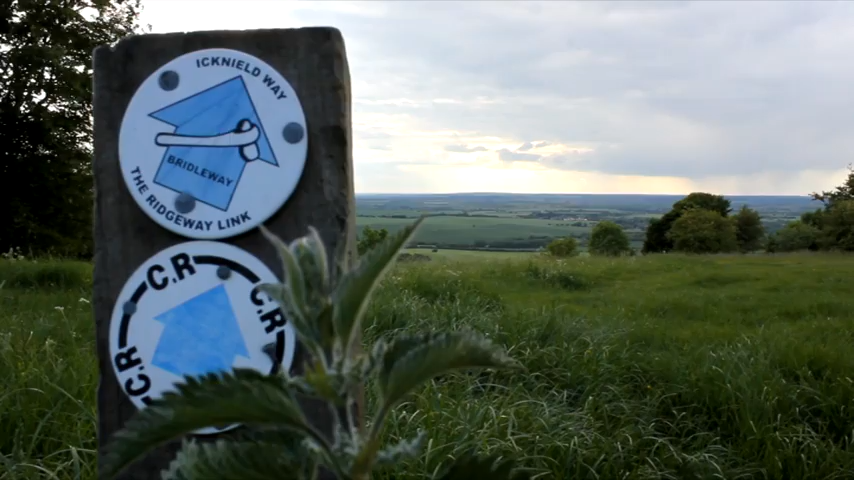 ICKNIELD WAY
BRIDLEWAY
THE RIDGEWAY LINK
C.R
C.R
C.R